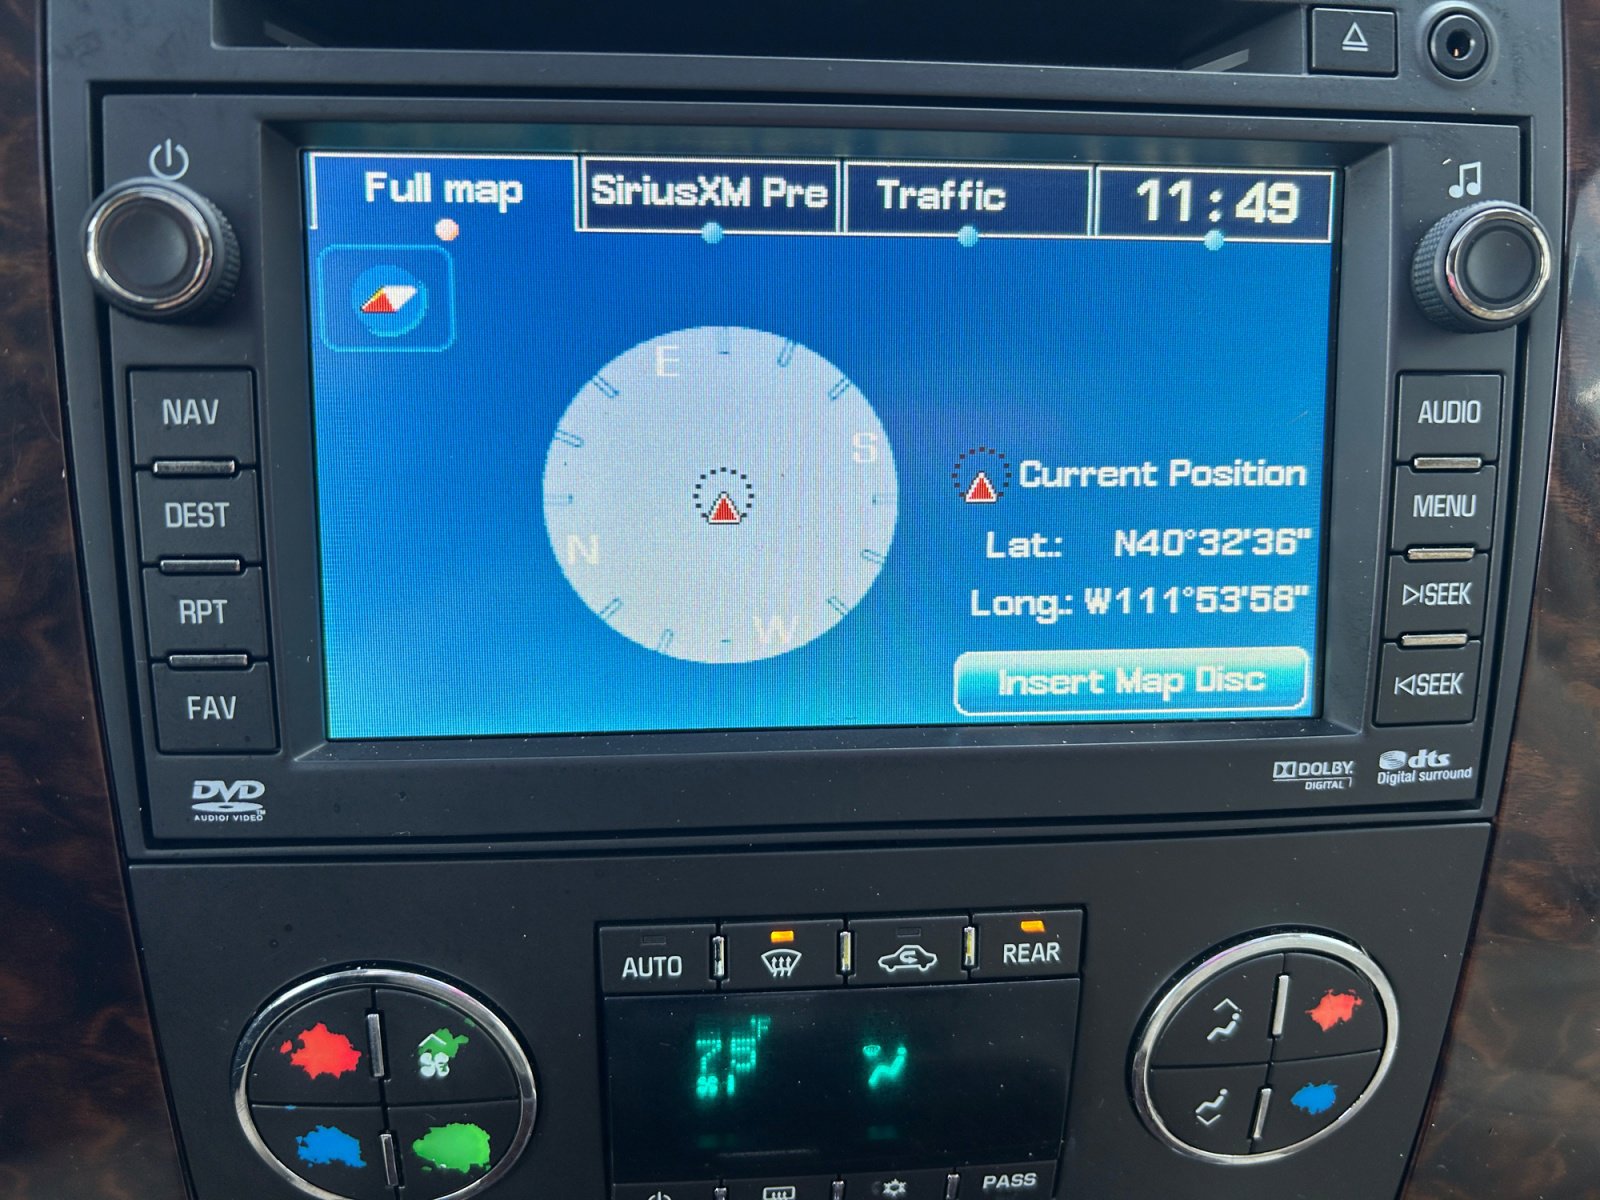 Full map
SiriusXM Pre
Traffic
11:49
E
S
N
W
Current Position
Lat.: N40°32'36"
Long.: W111°53'58"
Insert Map Disc
NAV
DEST
RPT
FAV
AUDIO
MENU
SEEK
SEEK
DVD
AUDIO/VIDEO™
DOLBY
DIGITAL
dts
Digital surround
AUTO
REAR
PASS